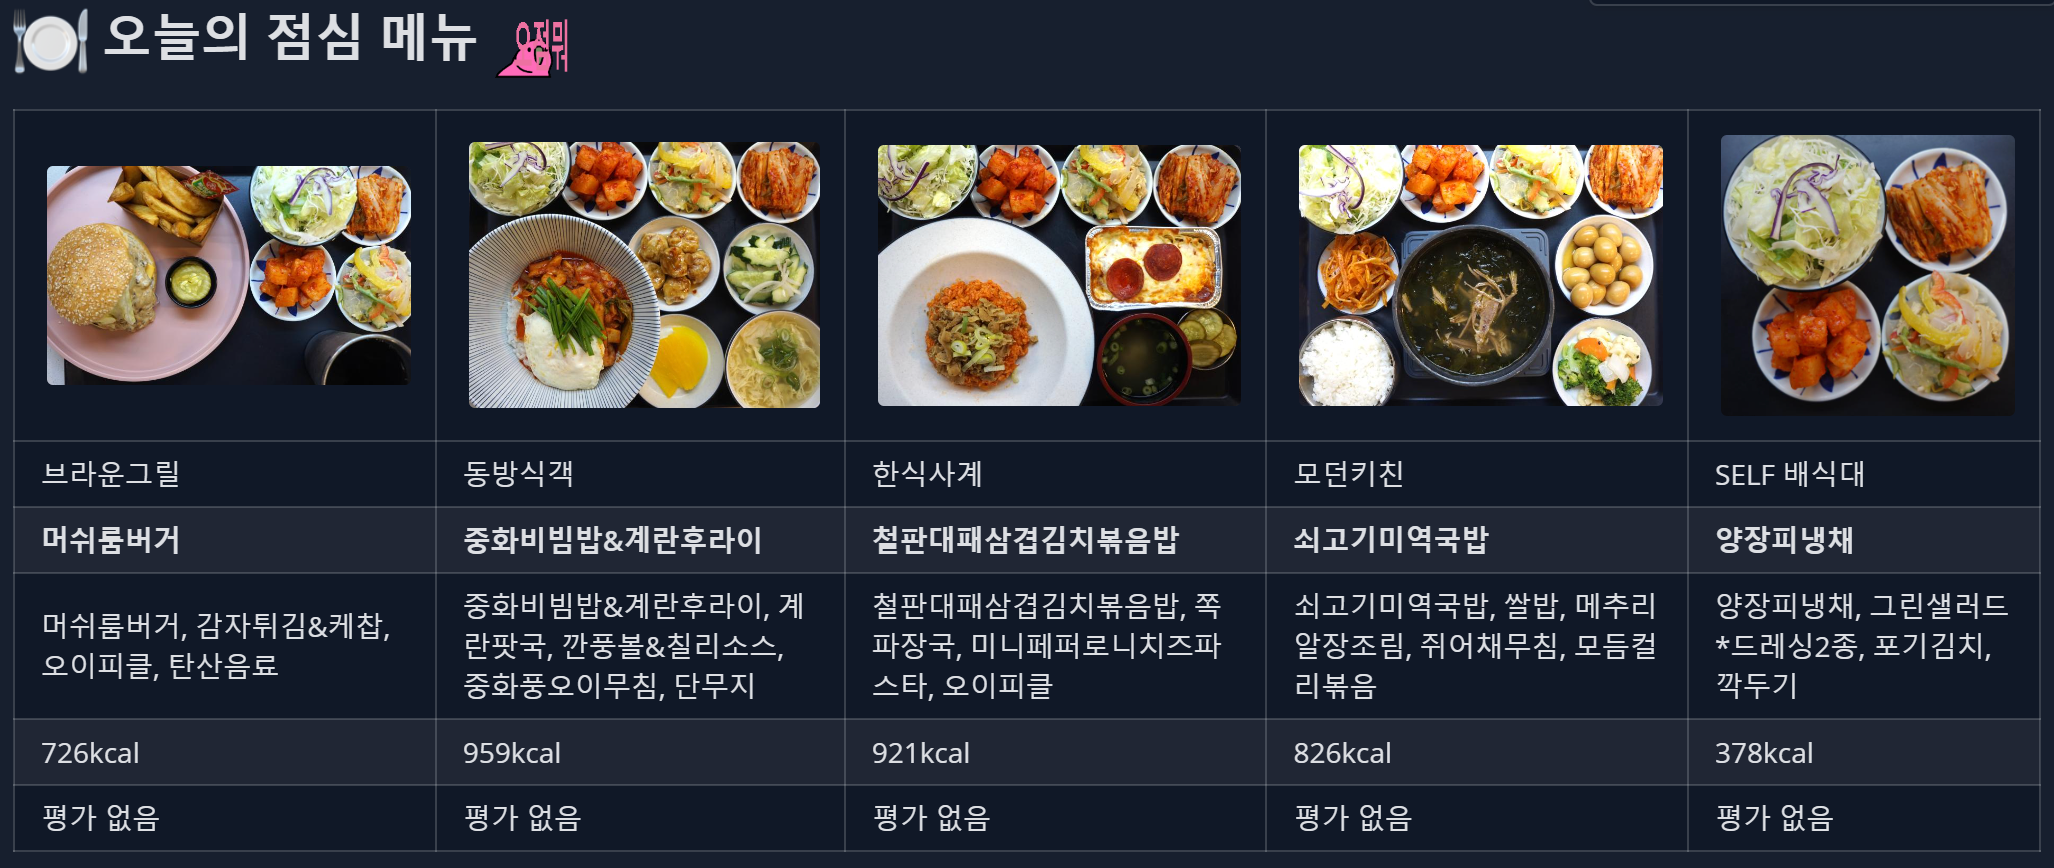 오늘의 점심 메뉴
오점뭐
브라운그릴
동방식객
한식사계
모던키친
SELF 배식대
머쉬룸버거
중화비빔밥&계란후라이
철판대패삼겹김치볶음밥
쇠고기미역국밥
양장피냉채
머쉬룸버거, 감자튀김&케찹,
오이피클, 탄산음료
중화비빔밥&계란후라이, 계
란팟국, 깐풍볼&칠리소스,
중화풍오이무침, 단무지
철판대패삼겹김치볶음밥, 쪽
파장국, 미니페퍼로니치즈파
스타, 오이피클
쇠고기미역국밥, 쌀밥, 메추리
알장조림, 쥐어채무침, 모듬컬
리볶음
양장피냉채, 그린샐러드
*드레싱2종, 포기김치,
깍두기
726kcal
959kcal
921kcal
826kcal
378kcal
평가 없음
평가 없음
평가 없음
평가 없음
평가 없음